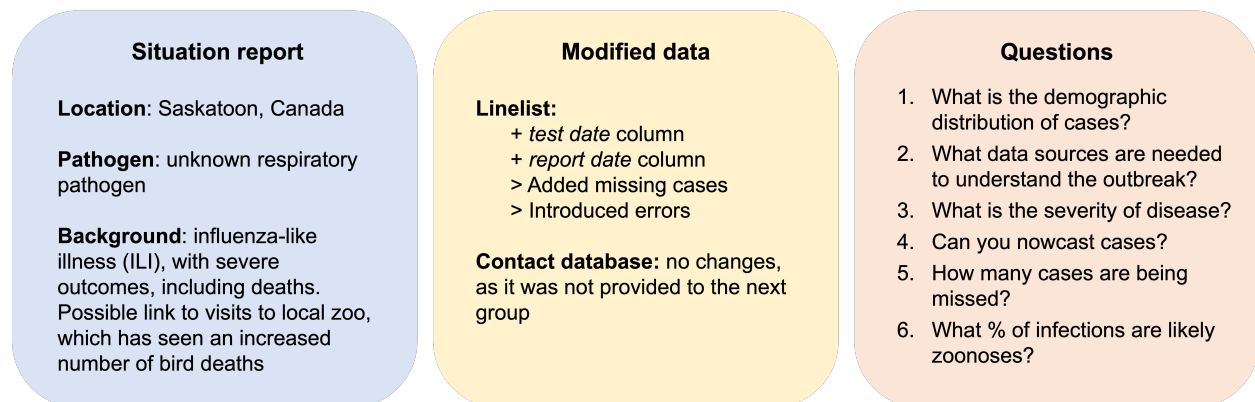 Situation report
Location: Saskatoon, Canada
Pathogen: unknown respiratory
pathogen
Background: influenza-like
illness (ILI), with severe
outcomes, including deaths.
Possible link to visits to local zoo,
which has seen an increased
number of bird deaths
Modified data
Linelist:
+ test date column
+ report date column
> Added missing cases
> Introduced errors
Contact database: no changes,
as it was not provided to the next
group
Questions
1. What is the demographic
distribution of cases?
2. What data sources are needed
to understand the outbreak?
3. What is the severity of disease?
4. Can you nowcast cases?
5. How many cases are being
missed?
6. What % of infections are likely
zoonoses?